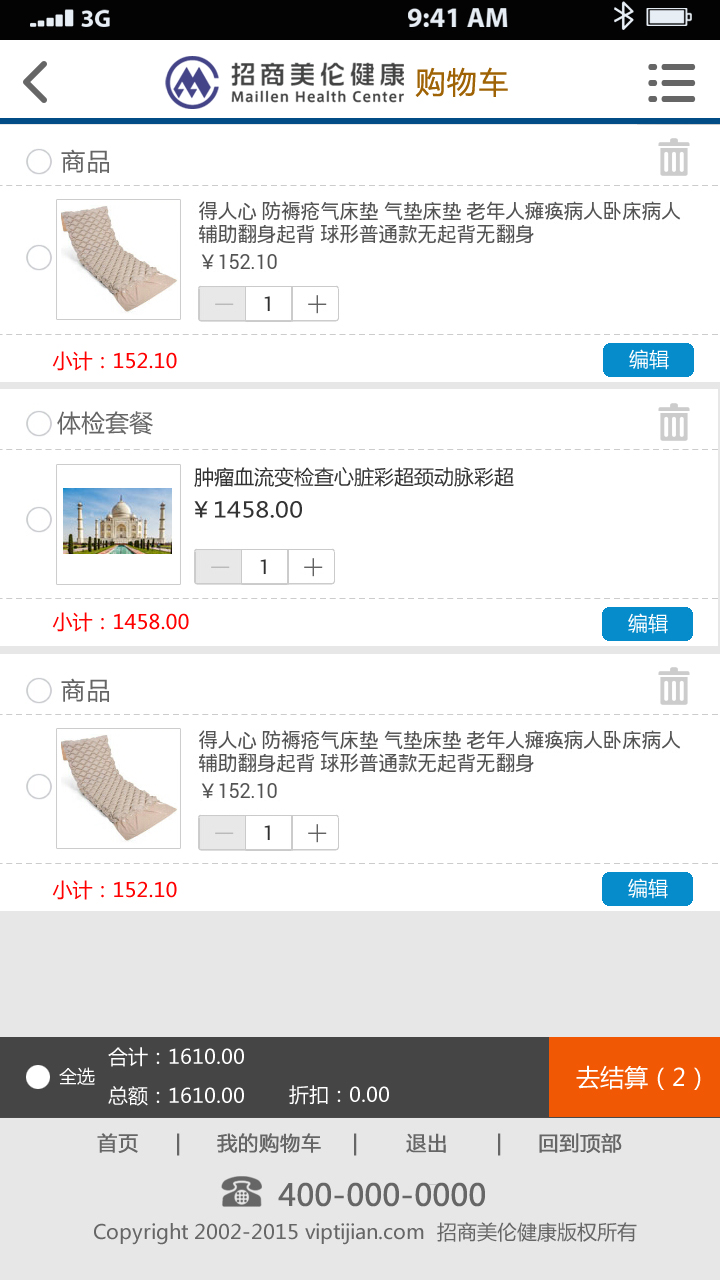 3G 9:41 AM
招商美伦健康 购物车
Maillen Health Center
商品
得人心 防褥疮气床垫 气垫床垫 老年人瘫痪病人卧床病人
辅助翻身起背 球形普通款无起背无翻身
￥152.10
— 1 +
小计：152.10 编辑
体检套餐
肿瘤血流变检查心脏彩超颈动脉彩超
￥1458.00
— 1 +
小计：1458.00 编辑
商品
得人心 防褥疮气床垫 气垫床垫 老年人瘫痪病人卧床病人
辅助翻身起背 球形普通款无起背无翻身
￥152.10
— 1 +
小计：152.10 编辑
全选 合计：1610.00
总额：1610.00 折扣：0.00
去结算（2）
首页 | 我的购物车 | 退出 | 回到顶部
400-000-0000
Copyright 2002-2015 viptijian.com 招商美伦健康版权所有